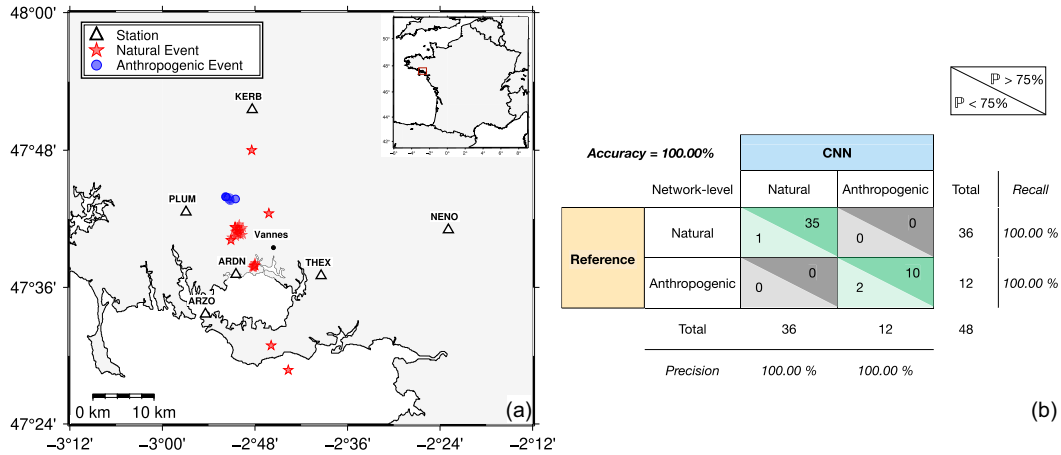 48°00'
47°48'
47°36'
47°24'
−3°12'
−3°00'
−2°48'
−2°36'
−2°24'
−2°12'
Station
Natural Event
Anthropogenic Event
KERB
PLUM
NENO
Vannes
ARDN
THEX
ARZO
0 km 10 km
(a)
ℙ > 75%
ℙ < 75%
Accuracy = 100.00%
CNN
Network-level
Natural
Anthropogenic
Total
Recall
Reference
Natural
35
1
0
0
36
100.00 %
Anthropogenic
0
0
10
2
12
100.00 %
Total
36
12
48
Precision
100.00 %
100.00 %
(b)